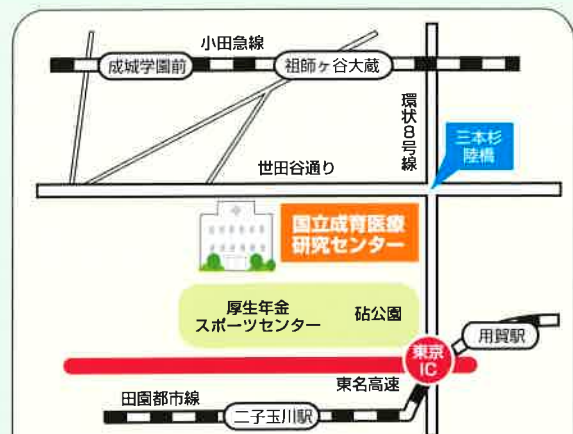 小田急線
成城学園前
祖師ヶ谷大蔵
環状8号線
三本杉
陸橋
世田谷通り
国立成育医療
研究センター
厚生年金
スポーツセンター
砧公園
用賀駅
東京
IC
東名高速
田園都市線
二子玉川駅